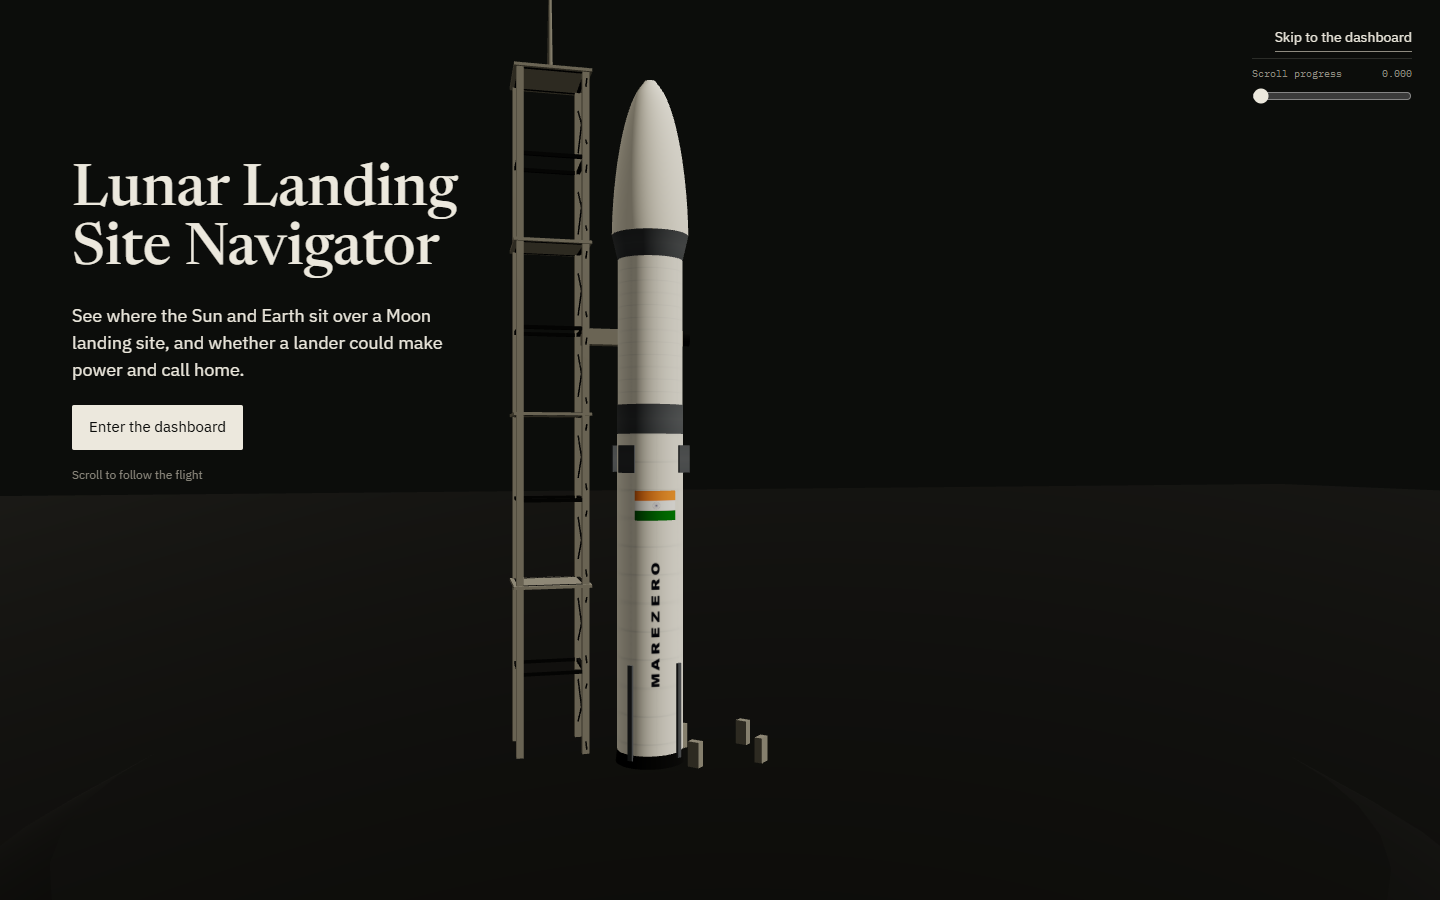 Skip to the dashboard
Scroll progress 0.000
Lunar Landing
Site Navigator
See where the Sun and Earth sit over a Moon
landing site, and whether a lander could make
power and call home.
Enter the dashboard
Scroll to follow the flight
MAREZERO